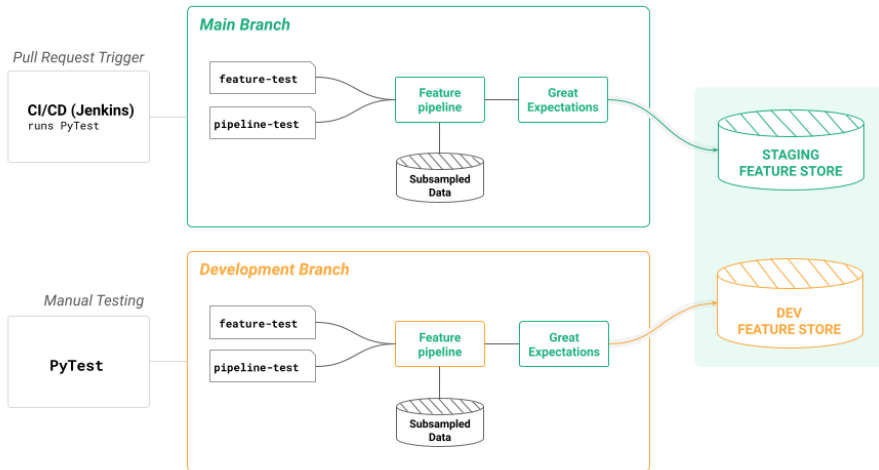 Main Branch
Pull Request Trigger
CI/CD (Jenkins)
runs PyTest
feature-test
pipeline-test
Feature
pipeline
Great
Expectations
Subsampled
Data
STAGING
FEATURE STORE
Development Branch
Manual Testing
PyTest
feature-test
pipeline-test
Feature
pipeline
Great
Expectations
Subsampled
Data
DEV
FEATURE STORE